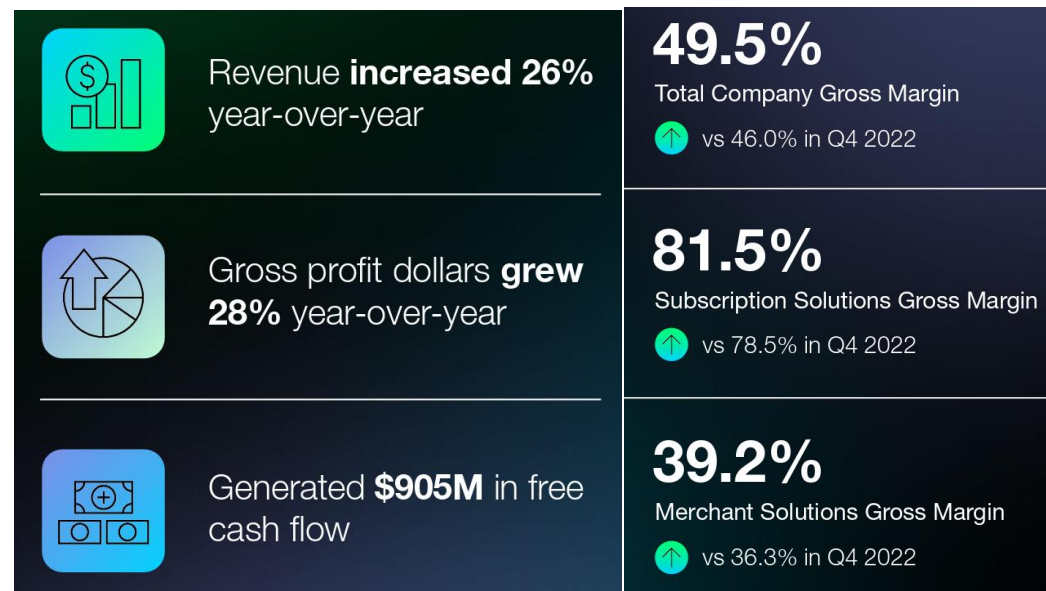 Revenue increased 26%
year-over-year
Gross profit dollars grew
28% year-over-year
Generated $905M in free
cash flow
49.5%
Total Company Gross Margin
vs 46.0% in Q4 2022
81.5%
Subscription Solutions Gross Margin
vs 78.5% in Q4 2022
39.2%
Merchant Solutions Gross Margin
vs 36.3% in Q4 2022